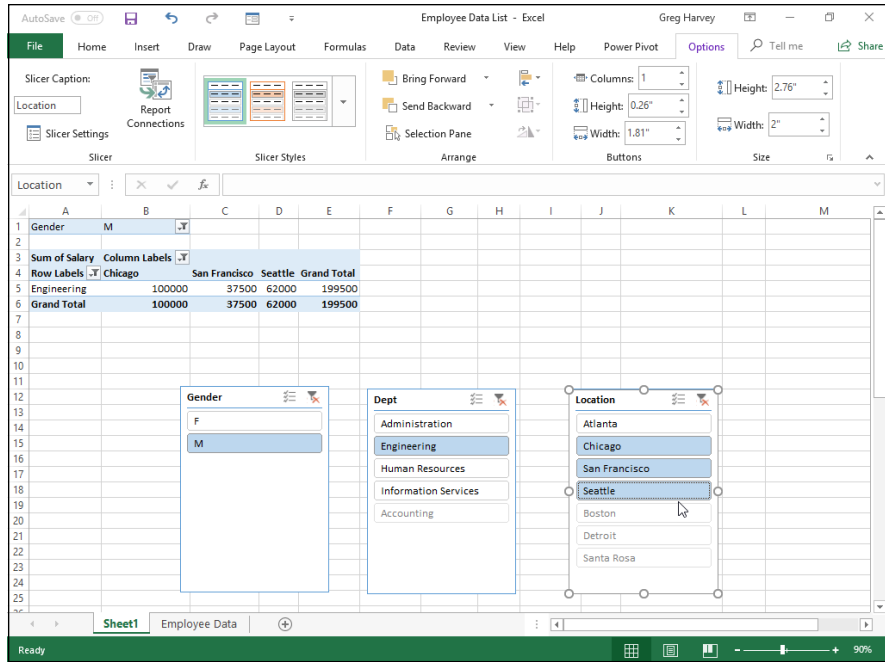 AutoSave Off Employee Data List - Excel Greg Harvey
File Home Insert Draw Page Layout Formulas Data Review View Help Power Pivot Options Tell me Share
Slicer Caption:
Location
Slicer Settings
Report
Connections
Slicer
Slicer Styles
Bring Forward
Send Backward
Selection Pane
Arrange
Columns: 1
Height: 0.26"
Width: 1.81"
Buttons
Height: 2.76"
Width: 2"
Size
Location fx
A B C D E F G H I J K L M
1 Gender M
2
3 Sum of Salary Column Labels
4 Row Labels Chicago San Francisco Seattle Grand Total
5 Engineering 100000 37500 62000 199500
6 Grand Total 100000 37500 62000 199500
7
8
9
10
11
12
13
14
15
16
17
18
19
20
21
22
23
24
25
Gender
F
M
Dept
Administration
Engineering
Human Resources
Information Services
Accounting
Location
Atlanta
Chicago
San Francisco
Seattle
Boston
Detroit
Santa Rosa
Sheet1 Employee Data
Ready 90%